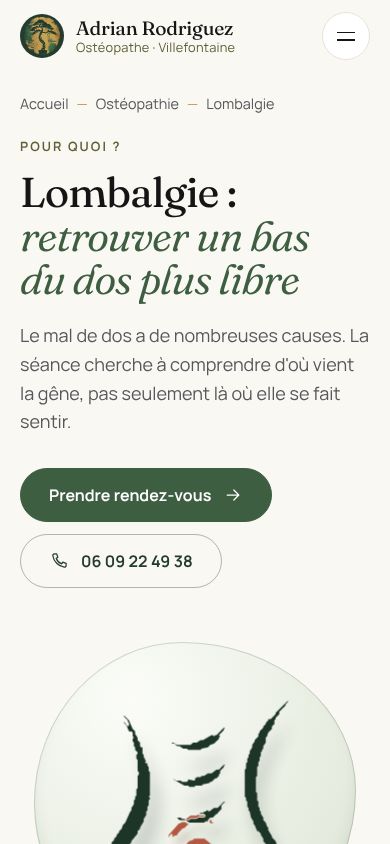 Adrian Rodriguez
Ostéopathe · Villefontaine
Accueil — Ostéopathie — Lombalgie
POUR QUOI ?
Lombalgie :
retrouver un bas
du dos plus libre
Le mal de dos a de nombreuses causes. La
séance cherche à comprendre d'où vient
la gêne, pas seulement là où elle se fait
sentir.
Prendre rendez-vous →
06 09 22 49 38